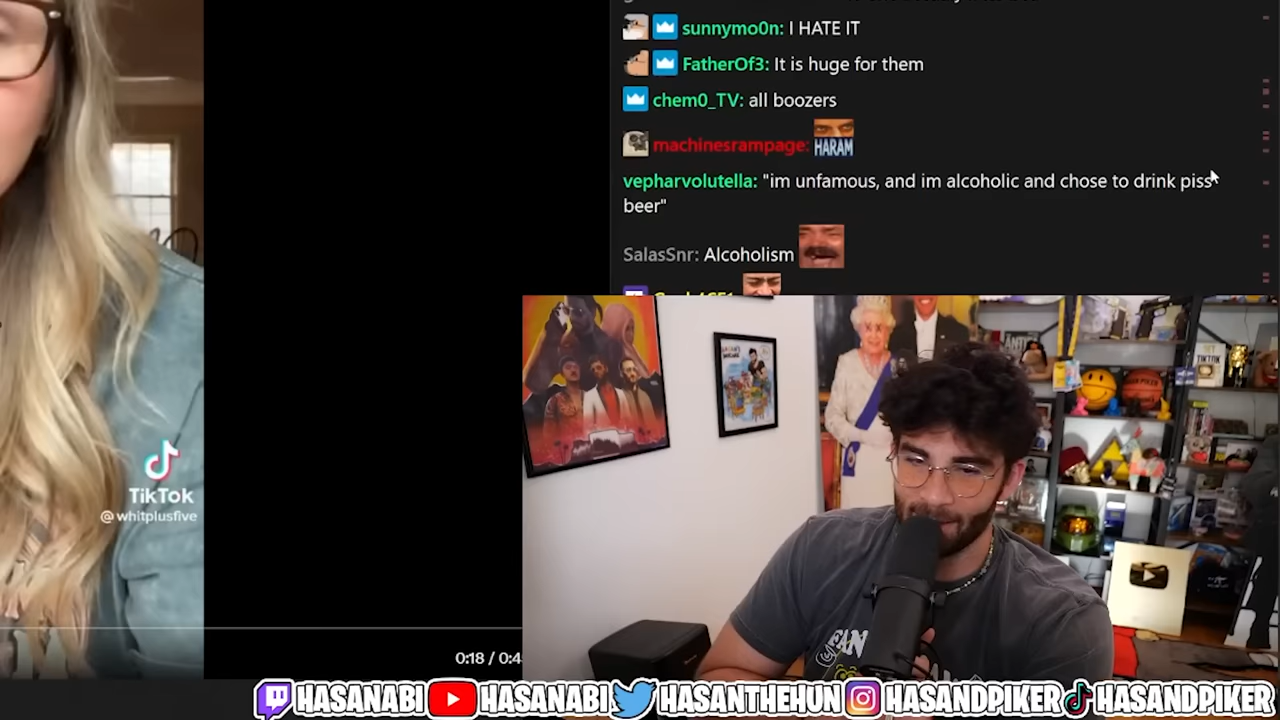 sunnymo0n: I HATE IT
FatherOf3: It is huge for them
chem0_TV: all boozers
machinesrampage: HARAM
vepharvolutella: "im unfamous, and im alcoholic and chose to drink piss
beer"
SalasSnr: Alcoholism
TikTok
@whitplusfive
0:18 / 0:4
HASANABI HASANABI HASANTHEHUN HASANDPIKER HASANDPIKER